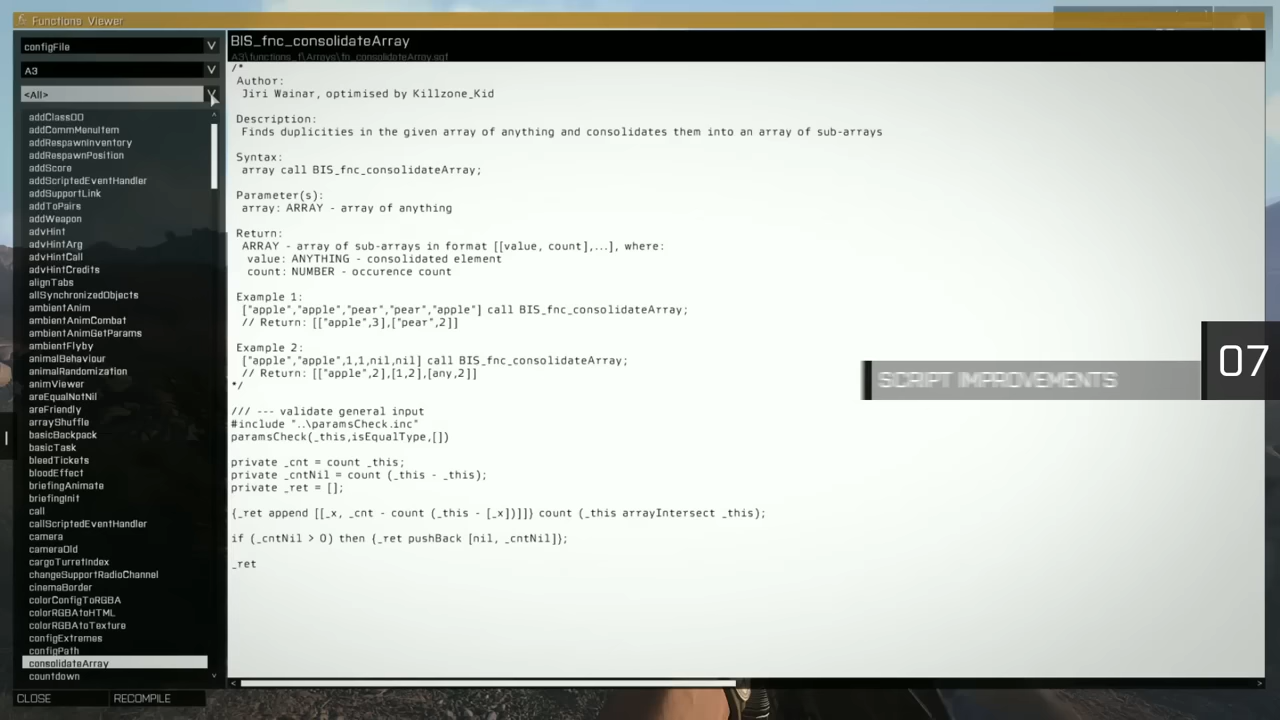 Functions Viewer
configFile
V
A3
V
<All>
V
addClassOO
addCommMenuItem
addRespawnInventory
addRespawnPosition
addScore
addScriptedEventHandler
addSupportLink
addToPairs
addWeapon
advHint
advHintArg
advHintCall
advHintCredits
alignTabs
allSynchronizedObjects
ambientAnim
ambientAnimCombat
ambientAnimGetParams
ambientFlyby
animalBehaviour
animalRandomization
animViewer
areEqualNotNil
areFriendly
arrayShuffle
basicBackpack
basicTask
bleedTickets
bloodEffect
briefingAnimate
briefingInit
call
callScriptedEventHandler
camera
cameraOld
cargoTurretIndex
changeSupportRadioChannel
cinemaBorder
colorConfigToRGBA
colorRGBAtoHTML
colorRGBAtoTexture
configExtremes
configPath
consolidateArray
countdown
CLOSE
RECOMPILE
BIS_fnc_consolidateArray
A3\functions_f\Arrays\fn_consolidateArray.sqf
/*
Author:
Jiri Wainar, optimised by Killzone_Kid
Description:
Finds duplicities in the given array of anything and consolidates them into an array of sub-arrays
Syntax:
array call BIS_fnc_consolidateArray;
Parameter(s):
array: ARRAY - array of anything
Return:
ARRAY - array of sub-arrays in format [[value, count],...], where:
value: ANYTHING - consolidated element
count: NUMBER - occurence count
Example 1:
["apple","apple","pear","pear","apple"] call BIS_fnc_consolidateArray;
// Return: [["apple",3],["pear",2]]
Example 2:
["apple","apple",1,1,nil,nil] call BIS_fnc_consolidateArray;
// Return: [["apple",2],[1,2],[any,2]]
*/
/// --- validate general input
#include "..\paramsCheck.inc"
paramsCheck(_this,isEqualType,[])
private _cnt = count _this;
private _cntNil = count (_this - _this);
private _ret = [];
{_ret append [[_x, _cnt - count (_this - [_x])]]} count (_this arrayIntersect _this);
if (_cntNil > 0) then {_ret pushBack [nil, _cntNil]};
_ret
SCRIPT IMPROVEMENTS
07